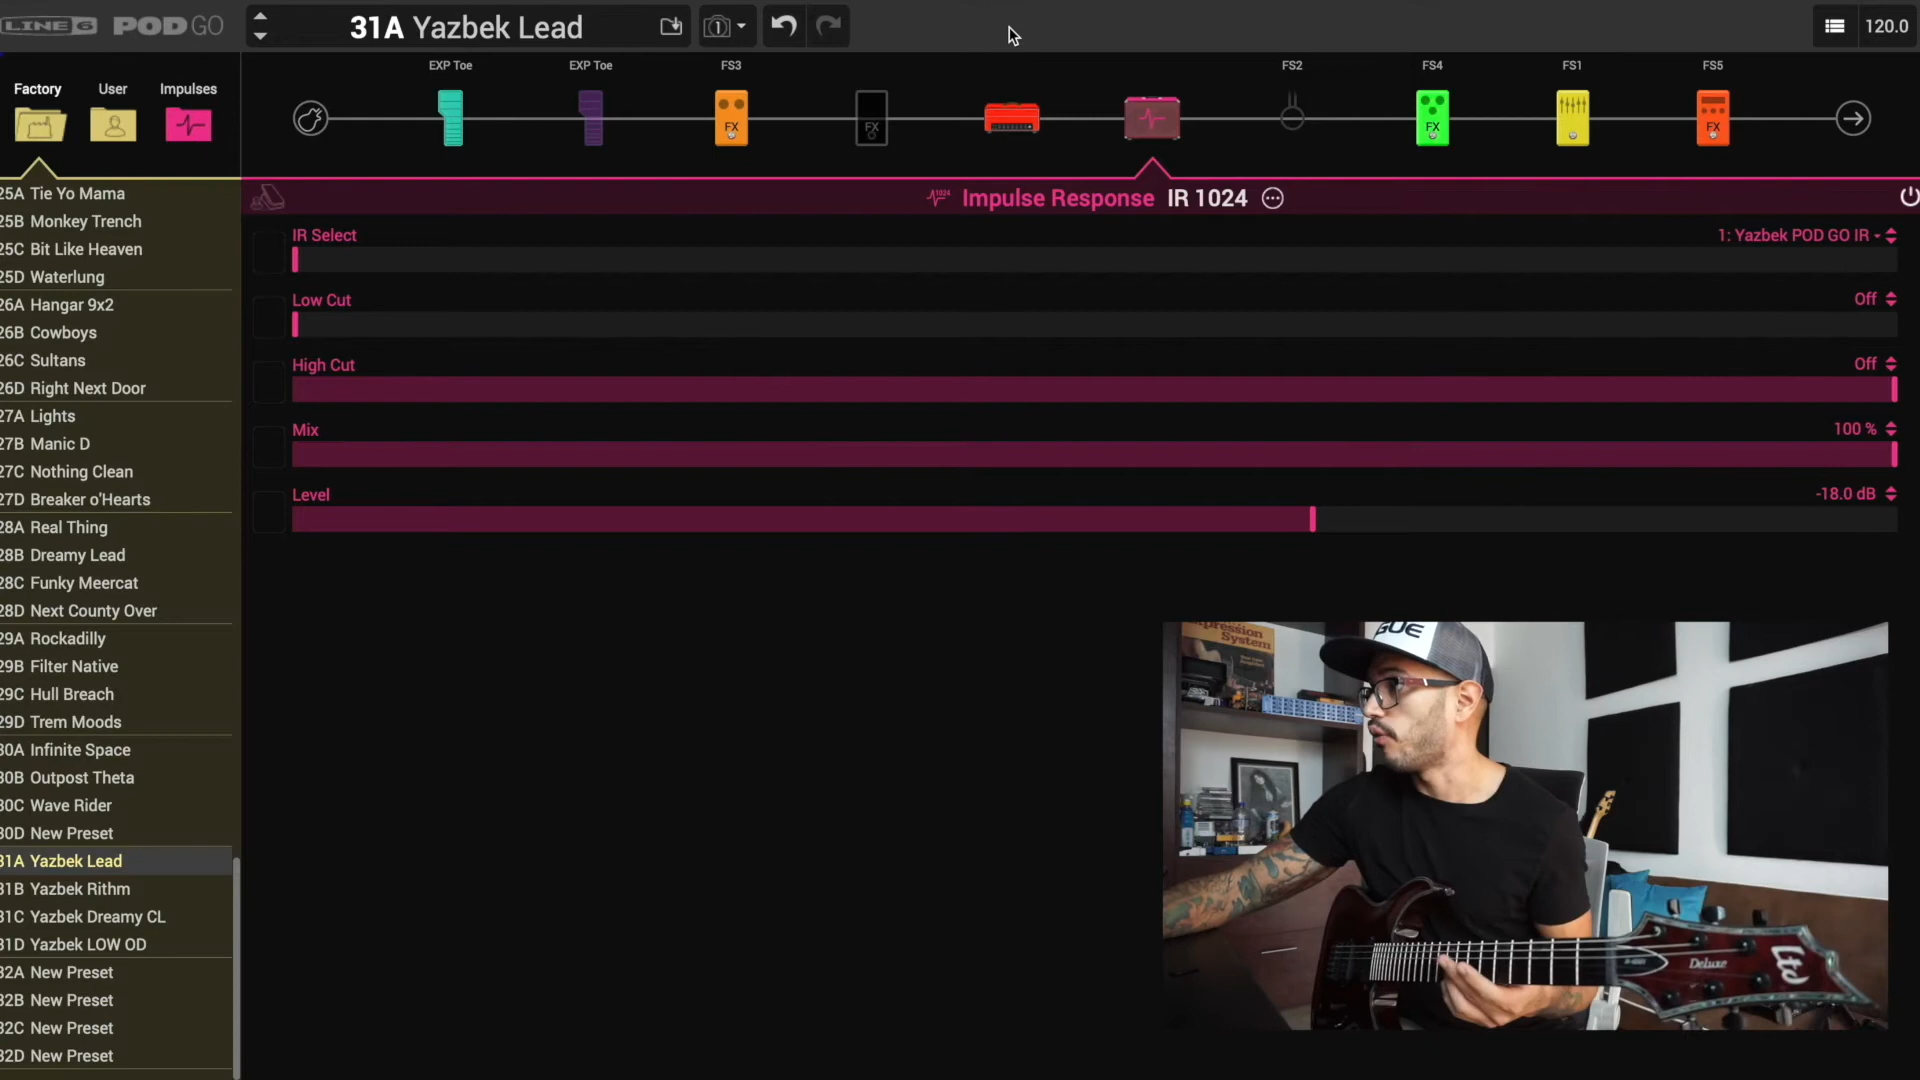 LINE 6 POD GO
31A Yazbek Lead
1
120.0
EXP Toe EXP Toe FS3 FS2 FS4 FS1 FS5
Factory User Impulses
FX FX FX FX
Impulse Response IR 1024
IR Select 1: Yazbek POD GO IR -
Low Cut Off
High Cut Off
Mix 100 %
Level -18.0 dB
25A Tie Yo Mama
25B Monkey Trench
25C Bit Like Heaven
25D Waterlung
26A Hangar 9x2
26B Cowboys
26C Sultans
26D Right Next Door
27A Lights
27B Manic D
27C Nothing Clean
27D Breaker o'Hearts
28A Real Thing
28B Dreamy Lead
28C Funky Meercat
28D Next County Over
29A Rockadilly
29B Filter Native
29C Hull Breach
29D Trem Moods
30A Infinite Space
30B Outpost Theta
30C Wave Rider
30D New Preset
31A Yazbek Lead
31B Yazbek Rithm
31C Yazbek Dreamy CL
31D Yazbek LOW OD
32A New Preset
32B New Preset
32C New Preset
32D New Preset
System
Deluxe
Ltd